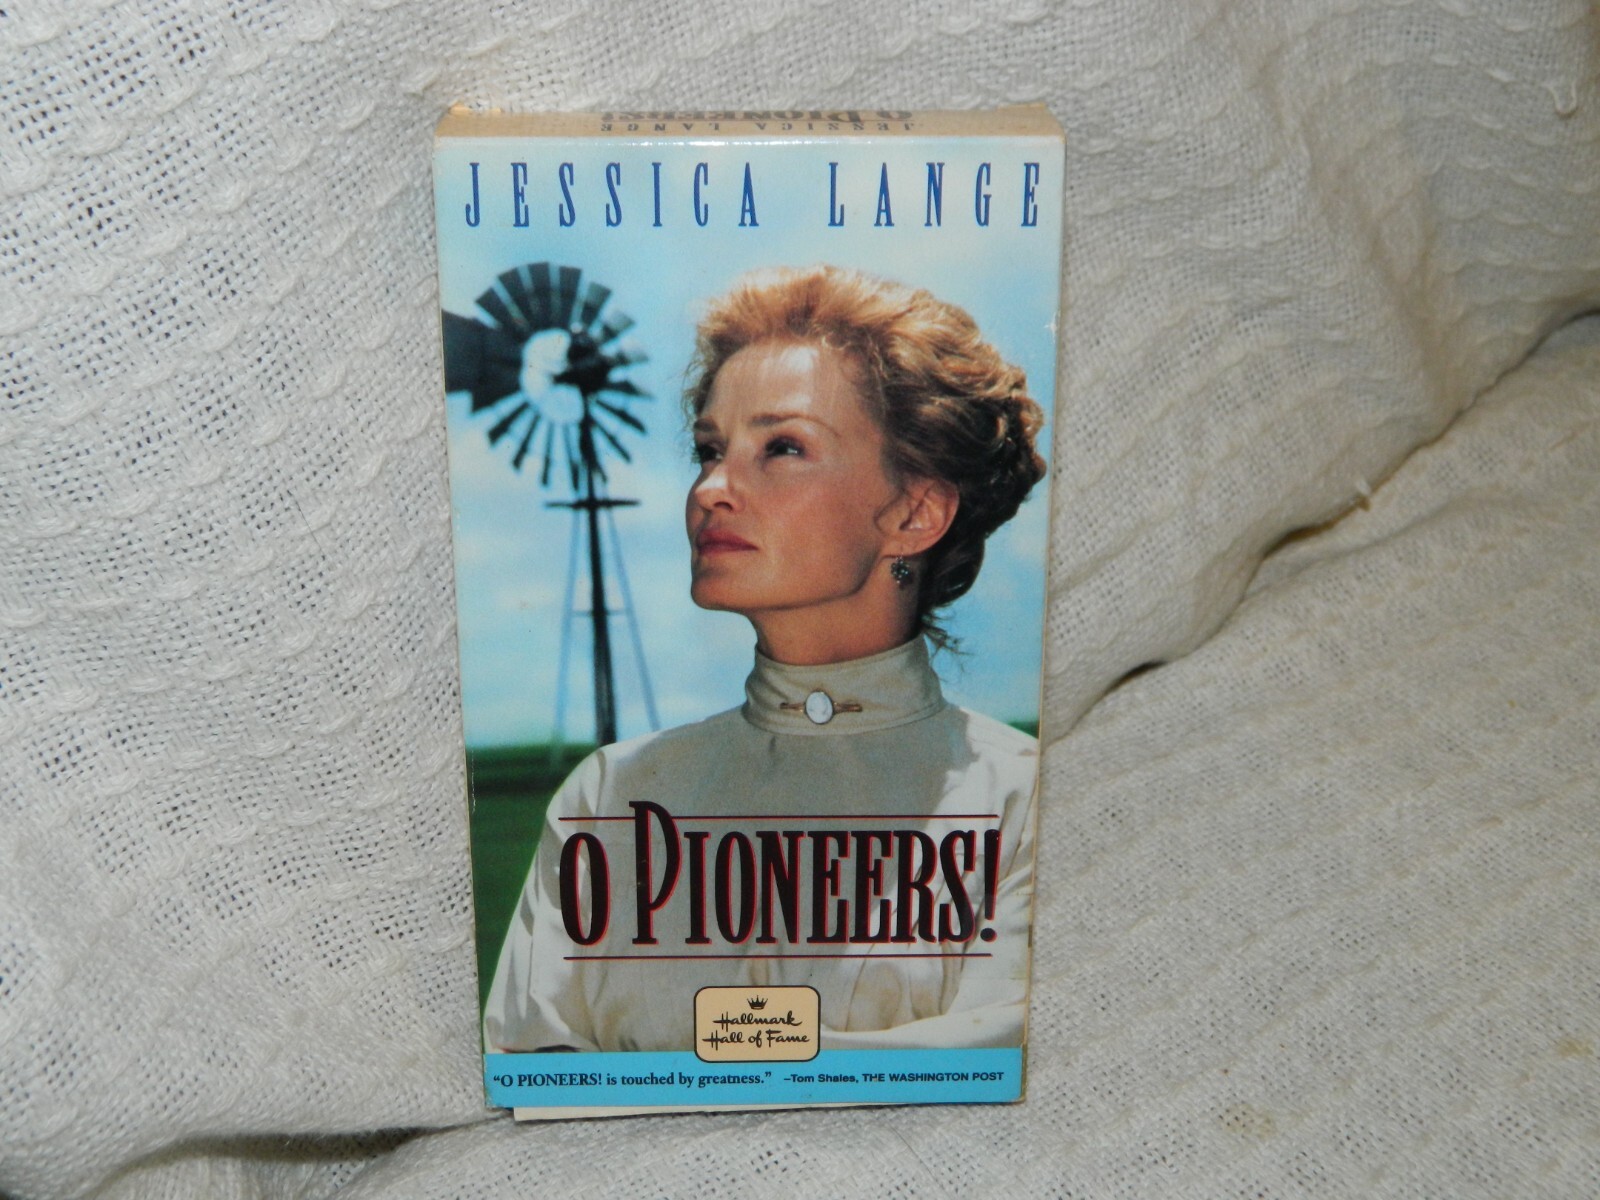 O PIONEERS!
JESSICA LANGE
JESSICA LANGE
O PIONEERS!
Hallmark
Hall of Fame
"O PIONEERS! is touched by greatness." –Tom Shales, THE WASHINGTON POST